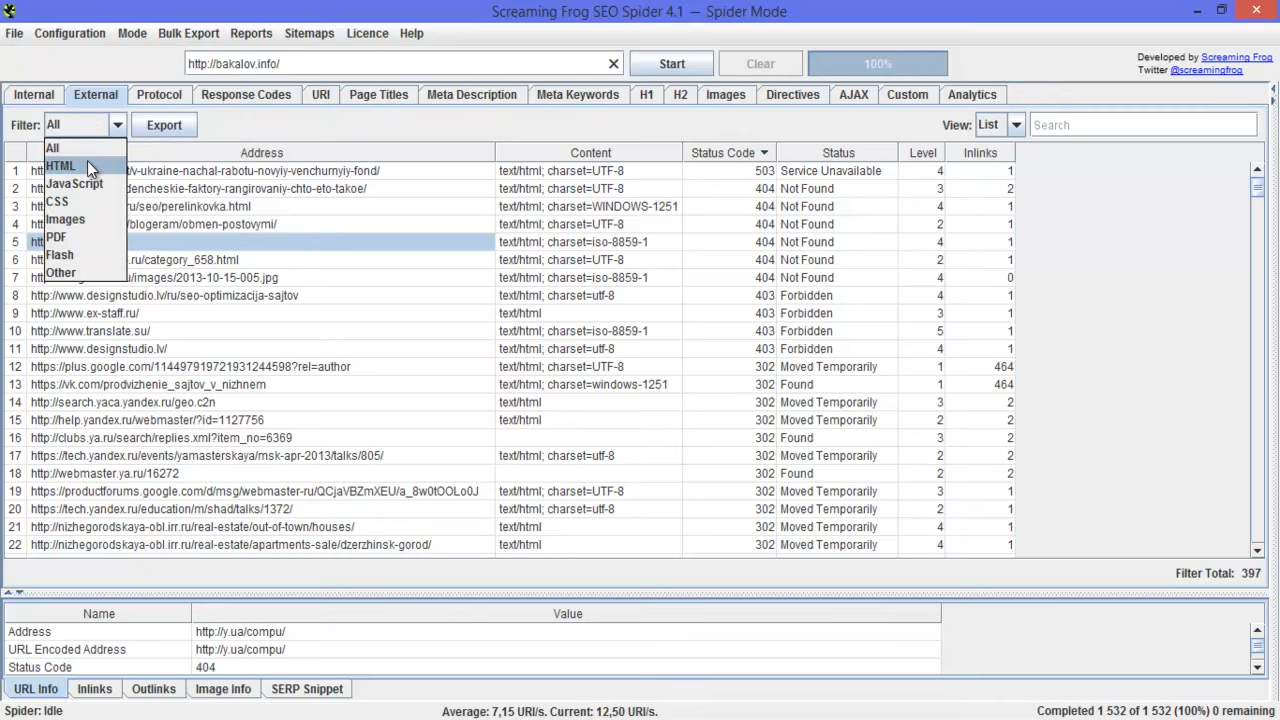 Screaming Frog SEO Spider 4.1 — Spider Mode
File Configuration Mode Bulk Export Reports Sitemaps Licence Help
http://bakalov.info/ Start Clear 100%
Developed by Screaming Frog
Twitter @screamingfrog
Internal External Protocol Response Codes URI Page Titles Meta Description Meta Keywords H1 H2 Images Directives AJAX Custom Analytics
Filter: All Export View: List Search
All
HTML
JavaScript
CSS
Images
PDF
Flash
Other
Address Content Status Code Status Level Inlinks
1 /v-ukraine-nachal-rabotu-novyiy-venchurnyiy-fond/ text/html; charset=UTF-8 503 Service Unavailable 4 1
2 dencheskie-faktory-rangirovaniy-chto-eto-takoe/ text/html; charset=UTF-8 404 Not Found 3 2
3 ru/seo/perelinkovka.html text/html; charset=WINDOWS-1251 404 Not Found 4 1
4 /blogeram/obmen-postovymi/ text/html; charset=UTF-8 404 Not Found 2 1
5 text/html; charset=iso-8859-1 404 Not Found 4 1
6 .ru/category_658.html text/html; charset=UTF-8 404 Not Found 2 1
7 u/images/2013-10-15-005.jpg text/html; charset=iso-8859-1 404 Not Found 4 0
8 http://www.designstudio.lv/ru/seo-optimizacija-sajtov text/html; charset=utf-8 403 Forbidden 4 1
9 http://www.ex-staff.ru/ text/html 403 Forbidden 3 1
10 http://www.translate.su/ text/html; charset=iso-8859-1 403 Forbidden 5 1
11 http://www.designstudio.lv/ text/html; charset=utf-8 403 Forbidden 4 1
12 https://plus.google.com/114497919721931244598?rel=author text/html; charset=UTF-8 302 Moved Temporarily 1 464
13 https://vk.com/prodvizhenie_sajtov_v_nizhnem text/html; charset=windows-1251 302 Found 1 464
14 http://search.yaca.yandex.ru/geo.c2n text/html 302 Moved Temporarily 3 2
15 http://help.yandex.ru/webmaster/?id=1127756 text/html 302 Moved Temporarily 2 2
16 http://clubs.ya.ru/search/replies.xml?item_no=6369 302 Found 3 2
17 https://tech.yandex.ru/events/yamasterskaya/msk-apr-2013/talks/805/ text/html; charset=utf-8 302 Moved Temporarily 2 2
18 http://webmaster.ya.ru/16272 302 Found 2 2
19 https://productforums.google.com/d/msg/webmaster-ru/QCjaVBZmXEU/a_8w0tOOLo0J text/html; charset=UTF-8 302 Moved Temporarily 3 1
20 https://tech.yandex.ru/education/m/shad/talks/1372/ text/html; charset=utf-8 302 Moved Temporarily 2 1
21 http://nizhegorodskaya-obl.irr.ru/real-estate/out-of-town/houses/ text/html 302 Moved Temporarily 4 1
22 http://nizhegorodskaya-obl.irr.ru/real-estate/apartments-sale/dzerzhinsk-gorod/ text/html 302 Moved Temporarily 4 1
Filter Total: 397
Name Value
Address http://y.ua/compu/
URL Encoded Address http://y.ua/compu/
Status Code 404
URL Info Inlinks Outlinks Image Info SERP Snippet
Spider: Idle Average: 7,15 URI/s. Current: 12,50 URI/s. Completed 1 532 of 1 532 (100%) 0 remaining